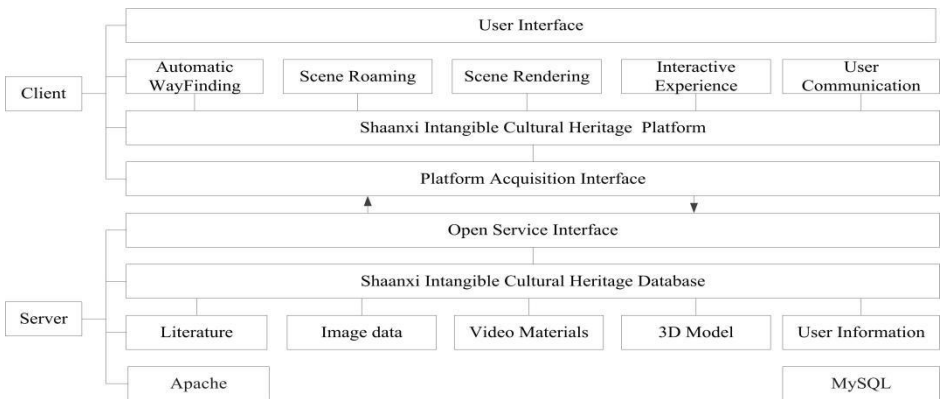 User Interface
Automatic
WayFinding
Scene Roaming
Scene Rendering
Interactive
Experience
User
Communication
Client
Shaanxi Intangible Cultural Heritage Platform
Platform Acquisition Interface
Open Service Interface
Shaanxi Intangible Cultural Heritage Database
Server
Literature
Image data
Video Materials
3D Model
User Information
Apache
MySQL